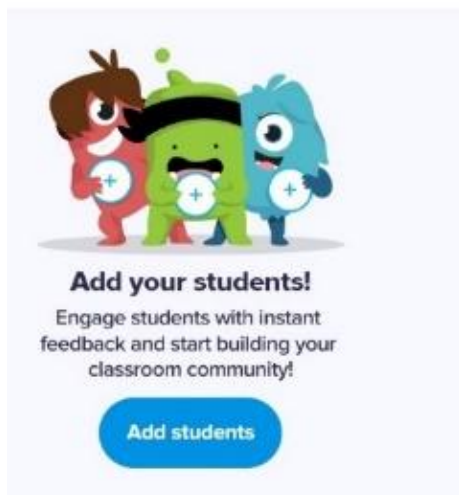 Add your students!
Engage students with instant
feedback and start building your
classroom community!
Add students